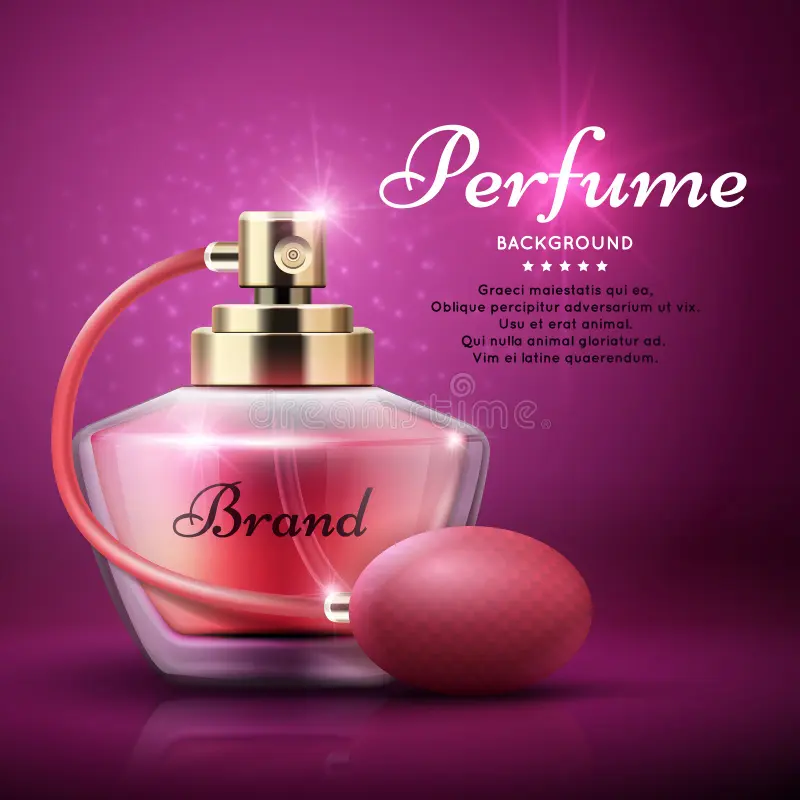 Perfume
BACKGROUND
Graeci maiestatis qui ea,
Oblique percipitur adversarium ut vix.
Usu et erat animal.
Qui nulla animal gloriatur ad.
Vim ei latine quaerendum.
dreamstime.com
Brand